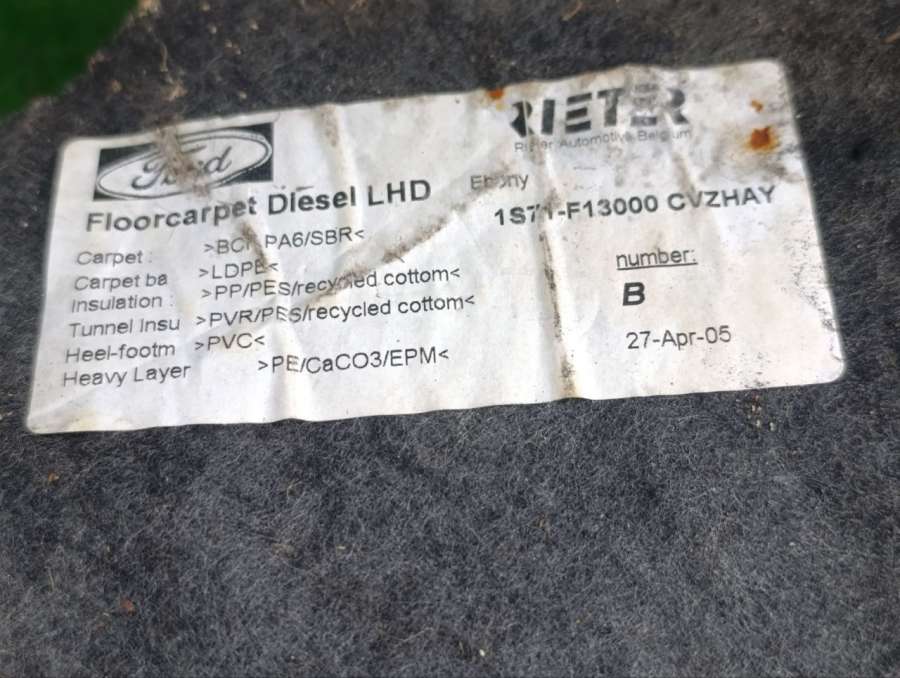 Ford
RIETER
Rieter Automotive Belgium
Floorcarpet Diesel LHD
Ebony
1S71-F13000 CVZHAY
Carpet : >BCF PA6/SBR<
Carpet ba >LDPE<
Insulation : >PP/PES/recycled cottom<
Tunnel Insu >PVR/PES/recycled cottom<
Heel-footm >PVC<
Heavy Layer >PE/CaCO3/EPM<
number:
B
27-Apr-05